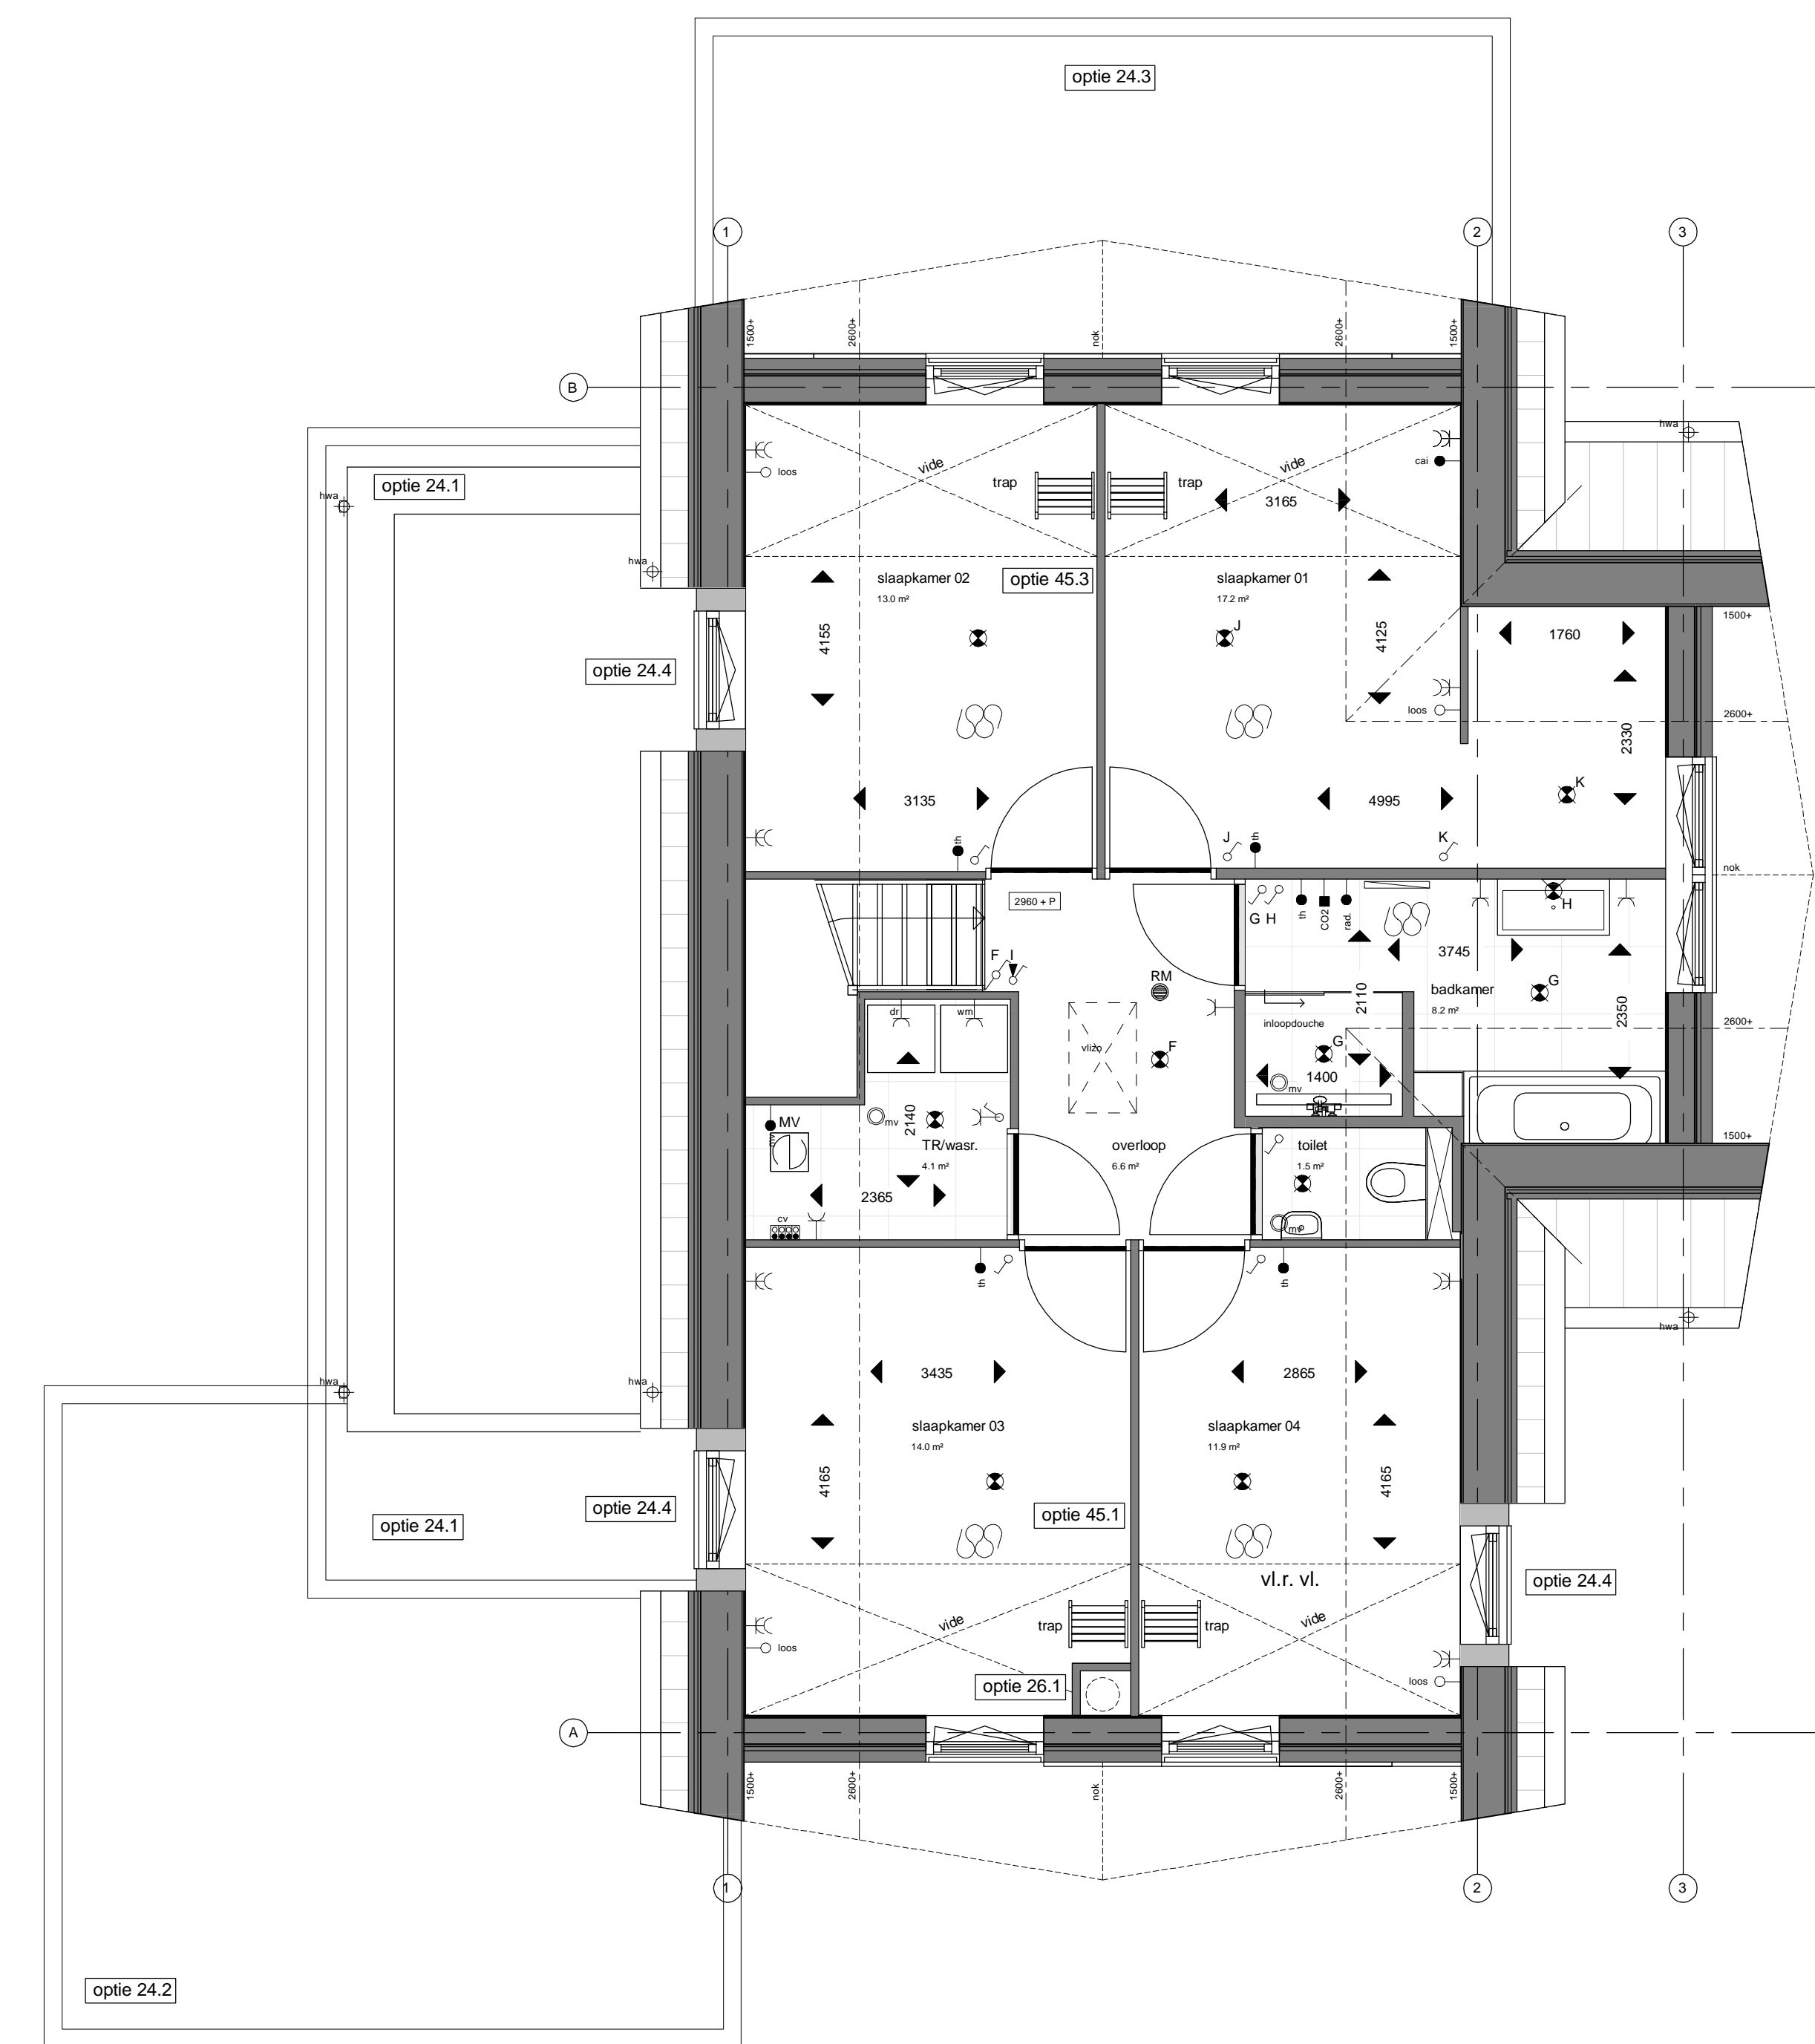 optie 24.3
1
2
3
1500+
2600+
nok
2600+
1500+
B
hwa
loos
vide
vide
cai
trap
trap
3165
optie 24.1
hwa
hwa
slaapkamer 02
13.0 m²
optie 45.3
slaapkamer 01
17.2 m²
1500+
4155
J
4125
1760
optie 24.4
loos
2600+
2330
K
3135
4995
th
J
th
K
nok
2960 + P
G H
th
CO2
rad.
H
3745
F I
RM
badkamer
8.2 m²
G
2110
2350
dr
wm
inloopdouche
2600+
vlizo
F
G
mv
1400
MV
mv
2140
TR/wasr.
4.1 m²
overloop
6.6 m²
toilet
1.5 m²
1500+
2365
cv
mv
th
th
hwa
hwa
hwa
3435
2865
slaapkamer 03
14.0 m²
slaapkamer 04
11.9 m²
4165
4165
optie 24.4
optie 45.1
optie 24.1
vl.r. vl.
optie 24.4
trap
trap
vide
vide
loos
loos
optie 26.1
A
1500+
2600+
nok
2600+
1500+
1
2
3
optie 24.2